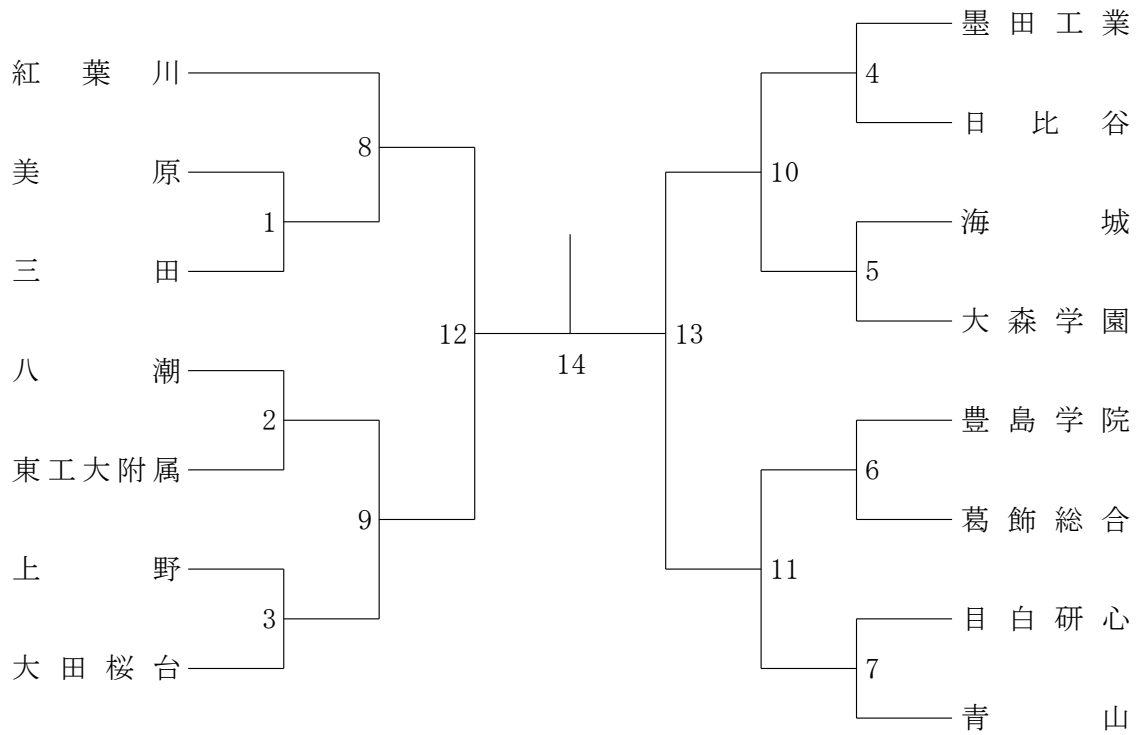 墨田工業
紅葉川
4
日比谷
8
美原
10
1
海城
三田
5
大森学園
12
13
14
八潮
2
豊島学院
東工大附属
6
9
葛飾総合
上野
11
3
目白研心
大田桜台
7
青山